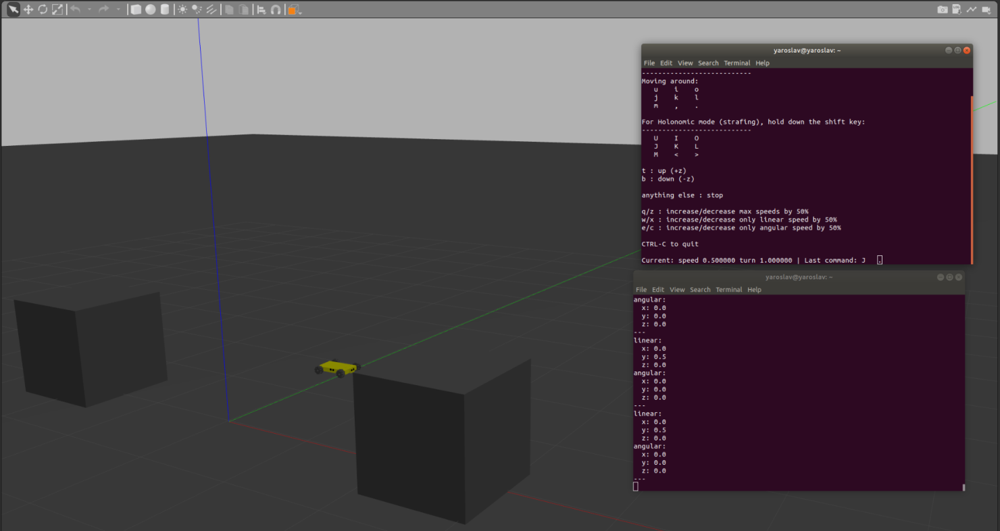 yaroslav@yaroslav: ~
File Edit View Search Terminal Help
---------------------------
Moving around:
   u    i    o
   j    k    l
   m    ,    .
For Holonomic mode (strafing), hold down the shift key:
---------------------------
   U    I    O
   J    K    L
   M    <    >
t : up (+z)
b : down (-z)
anything else : stop
q/z : increase/decrease max speeds by 50%
w/x : increase/decrease only linear speed by 50%
e/c : increase/decrease only angular speed by 50%
CTRL-C to quit
Current: speed 0.500000 turn 1.000000 | Last command: J   .
yaroslav@yaroslav: ~
File Edit View Search Terminal Help
angular:
  x: 0.0
  y: 0.0
  z: 0.0
---
linear:
  x: 0.0
  y: 0.5
  z: 0.0
angular:
  x: 0.0
  y: 0.0
  z: 0.0
---
linear:
  x: 0.0
  y: 0.5
  z: 0.0
angular:
  x: 0.0
  y: 0.0
  z: 0.0
---